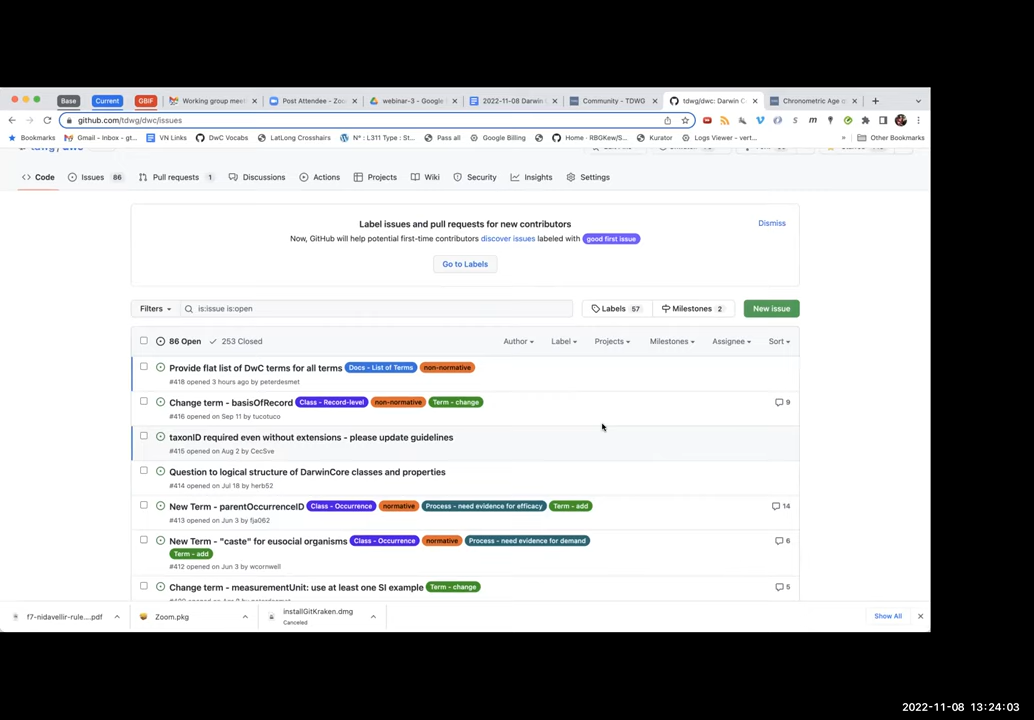 Base Current GBIF Working group mee Post Attendee - Zoo webinar-3 - Google 2022-11-08 Darwin Community - TDWG tdwg/dwc: Darwin C Chronometric Age
github.com/tdwg/dwc/issues
Bookmarks Gmail - Inbox - gt... VN Links DwC Vocabs LatLong Crosshairs N° : L311 Type : St... Pass all @RBGKew/S... Google Billing Home · RBGKew/S... Kurator Logs Viewer - vert... » Other Bookmarks
tdwg / dwc
Code Issues 86 Pull requests 1 Discussions Actions Projects Wiki Security Insights Settings
Label issues and pull requests for new contributors
Dismiss
Now, GitHub will help potential first-time contributors discover issues labeled with good first issue
Go to Labels
Filters is:issue is:open Labels 57 Milestones 2 New issue
86 Open 253 Closed Author Label Projects Milestones Assignee Sort
Provide flat list of DwC terms for all terms Docs - List of Terms non-normative
#418 opened 3 hours ago by peterdesmet
Change term - basisOfRecord Class - Record-level non-normative Term - change 9
#416 opened on Sep 11 by tucotuco
taxonID required even without extensions - please update guidelines
#415 opened on Aug 2 by CecSve
Question to logical structure of DarwinCore classes and properties
#414 opened on Jul 18 by herb52
New Term - parentOccurrenceID Class - Occurrence normative Process - need evidence for efficacy Term - add 14
#413 opened on Jun 3 by fja062
New Term - "caste" for eusocial organisms Class - Occurrence normative Process - need evidence for demand 6
Term - add
#412 opened on Jun 3 by wcornwell
Change term - measurementUnit: use at least one SI example Term - change 5
f7-nidavellir-rule....pdf Zoom.pkg installGitKraken.dmg Show All
Canceled
2022-11-08 13:24:03